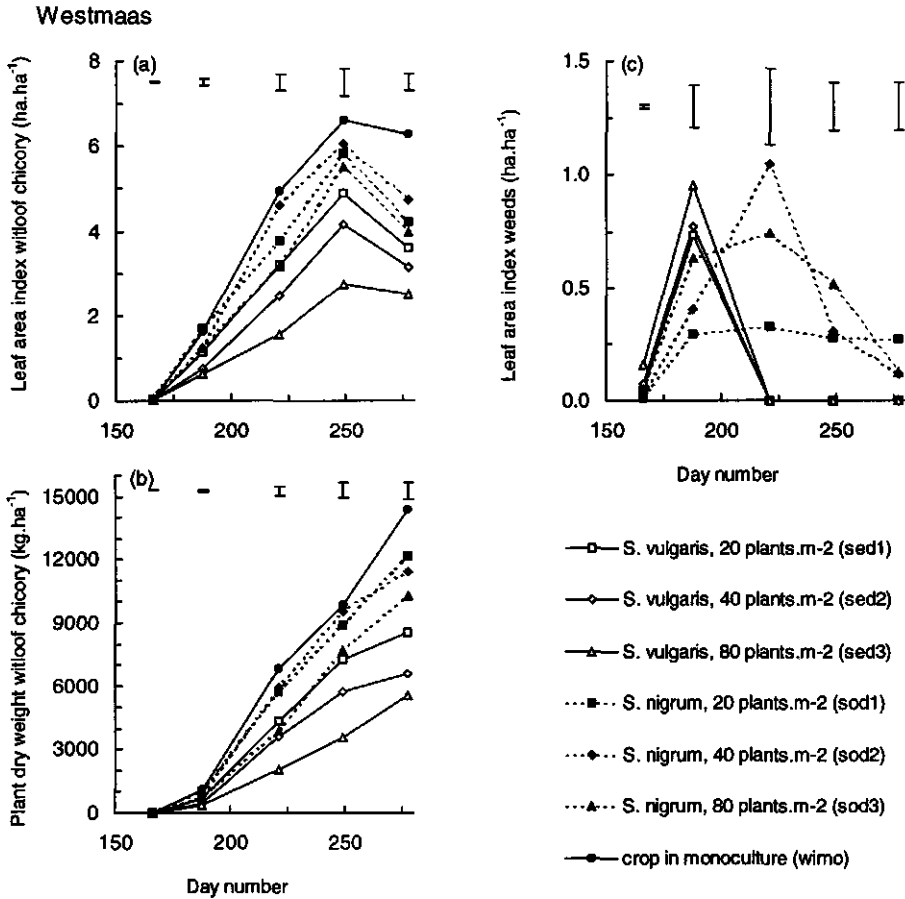 Westmaas
(a)
Leaf area index witloof chicory (ha.ha⁻¹)
8
6
4
2
0
150
200
250
(c)
Leaf area index weeds (ha.ha⁻¹)
1.5
1.0
0.5
0.0
150
200
250
Day number
(b)
Plant dry weight witloof chicory (kg.ha⁻¹)
15000
12000
9000
6000
3000
0
150
200
250
Day number
S. vulgaris, 20 plants.m-2 (sed1)
S. vulgaris, 40 plants.m-2 (sed2)
S. vulgaris, 80 plants.m-2 (sed3)
S. nigrum, 20 plants.m-2 (sod1)
S. nigrum, 40 plants.m-2 (sod2)
S. nigrum, 80 plants.m-2 (sod3)
crop in monoculture (wimo)